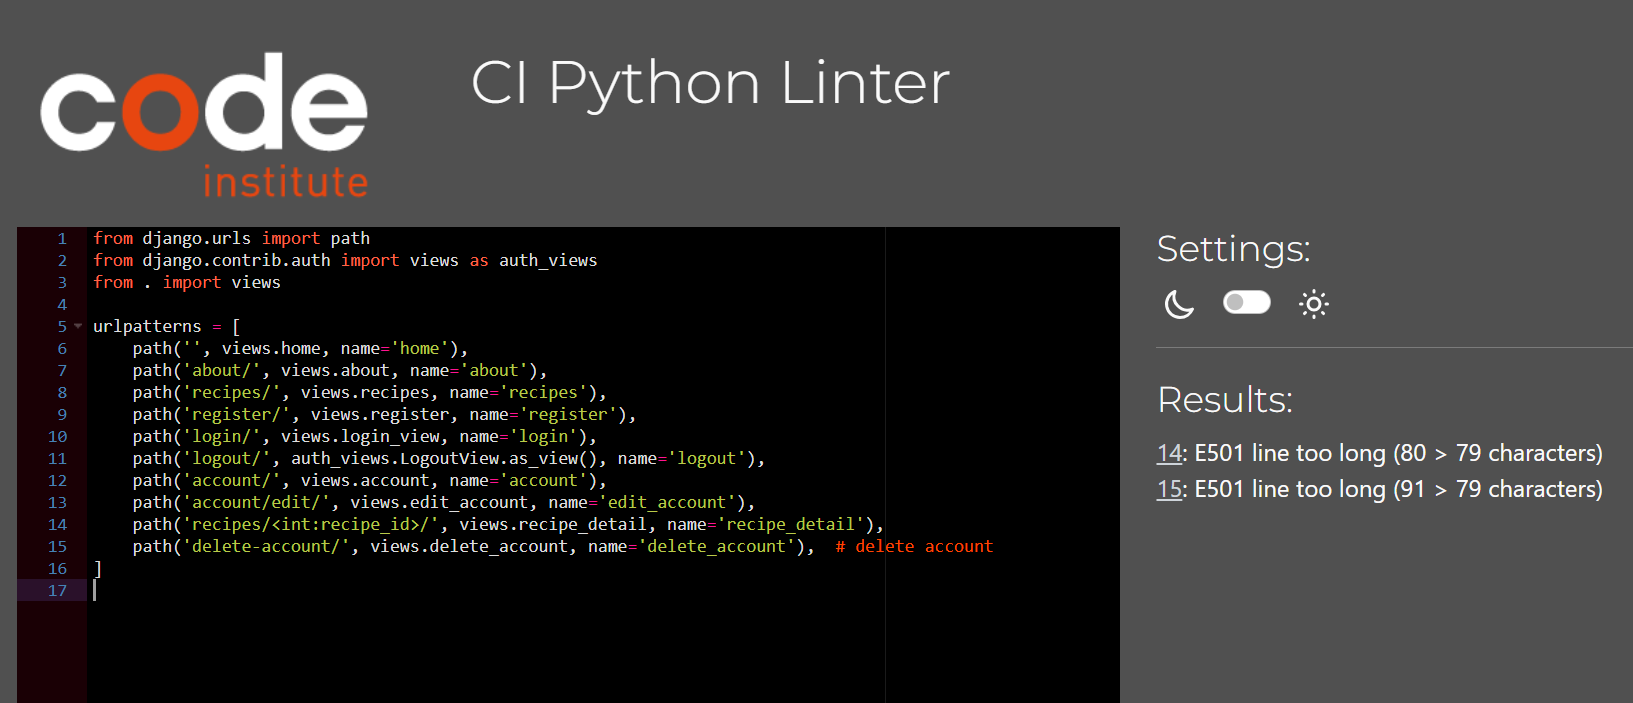 code
institute
CI Python Linter
1 from django.urls import path
2 from django.contrib.auth import views as auth_views
3 from . import views
4
5 urlpatterns = [
6     path('', views.home, name='home'),
7     path('about/', views.about, name='about'),
8     path('recipes/', views.recipes, name='recipes'),
9     path('register/', views.register, name='register'),
10     path('login/', views.login_view, name='login'),
11     path('logout/', auth_views.LogoutView.as_view(), name='logout'),
12     path('account/', views.account, name='account'),
13     path('account/edit/', views.edit_account, name='edit_account'),
14     path('recipes/<int:recipe_id>/', views.recipe_detail, name='recipe_detail'),
15     path('delete-account/', views.delete_account, name='delete_account'),  # delete account
16 ]
17
Settings:
Results:
14: E501 line too long (80 > 79 characters)
15: E501 line too long (91 > 79 characters)